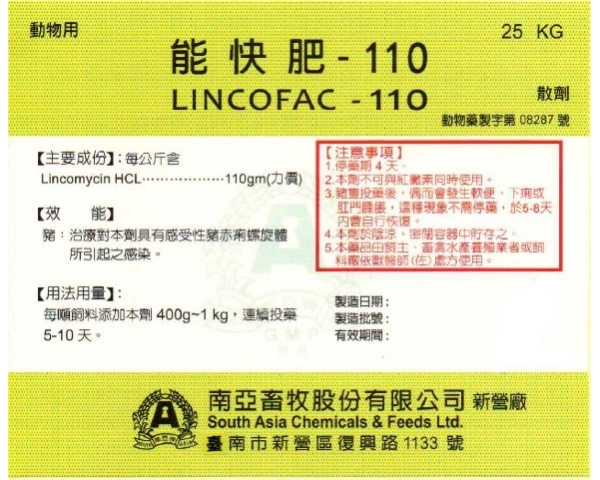 動物用
25 KG
能快肥-110
LINCOFAC -110
散劑
動物藥製字第 08287 號
【主要成份】:每公斤含
Lincomycin HCL………………110gm(力價)
【效　　能】
豬:治療對本劑具有感受性豬赤痢螺旋體
所引起之感染。
【用法用量】:
每噸飼料添加本劑 400g~1 kg,連續投藥
5-10 天。
【注意事項】
1.停藥期 4 天。
2.本劑不可與紅黴素同時使用。
3.豬隻投藥後,偶而會發生軟便、下痢或
肛門腫脹,這種現象不需停藥,於5-8天
內會自行恢復。
4.本劑於陰涼、密閉容器中貯存之。
5.本藥品由飼主、畜禽水產養殖業者或飼
料廠依獸醫師(佐)處方使用。
製造日期:
製造批號:
有效期間:
GMP
南亞畜牧股份有限公司 新營廠
South Asia Chemicals & Feeds Ltd.
臺南市新營區復興路 1133 號